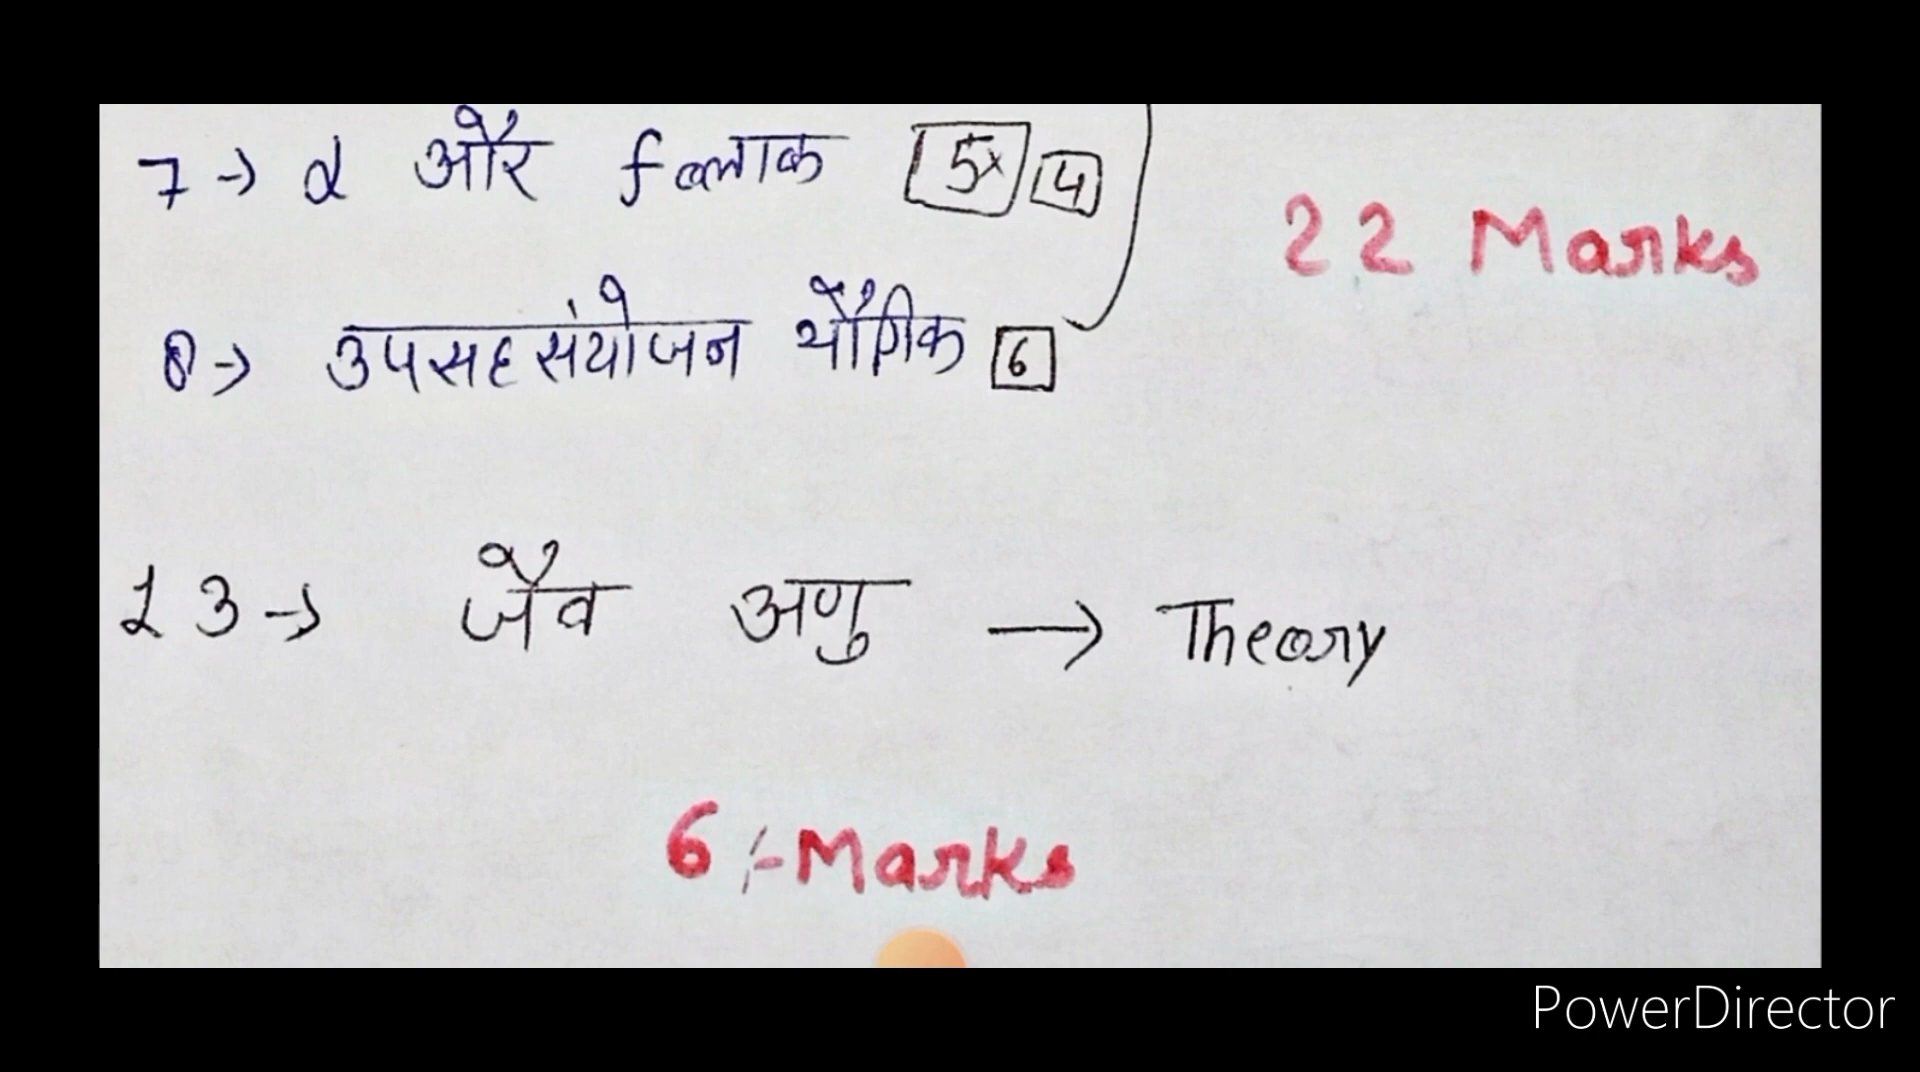 7 → d और f ब्लाक 5x 4
22 Marks
8 → उपसहसंयोजन यौगिक 6
13 → जैव अणु → Theory
6 :- Marks
PowerDirector